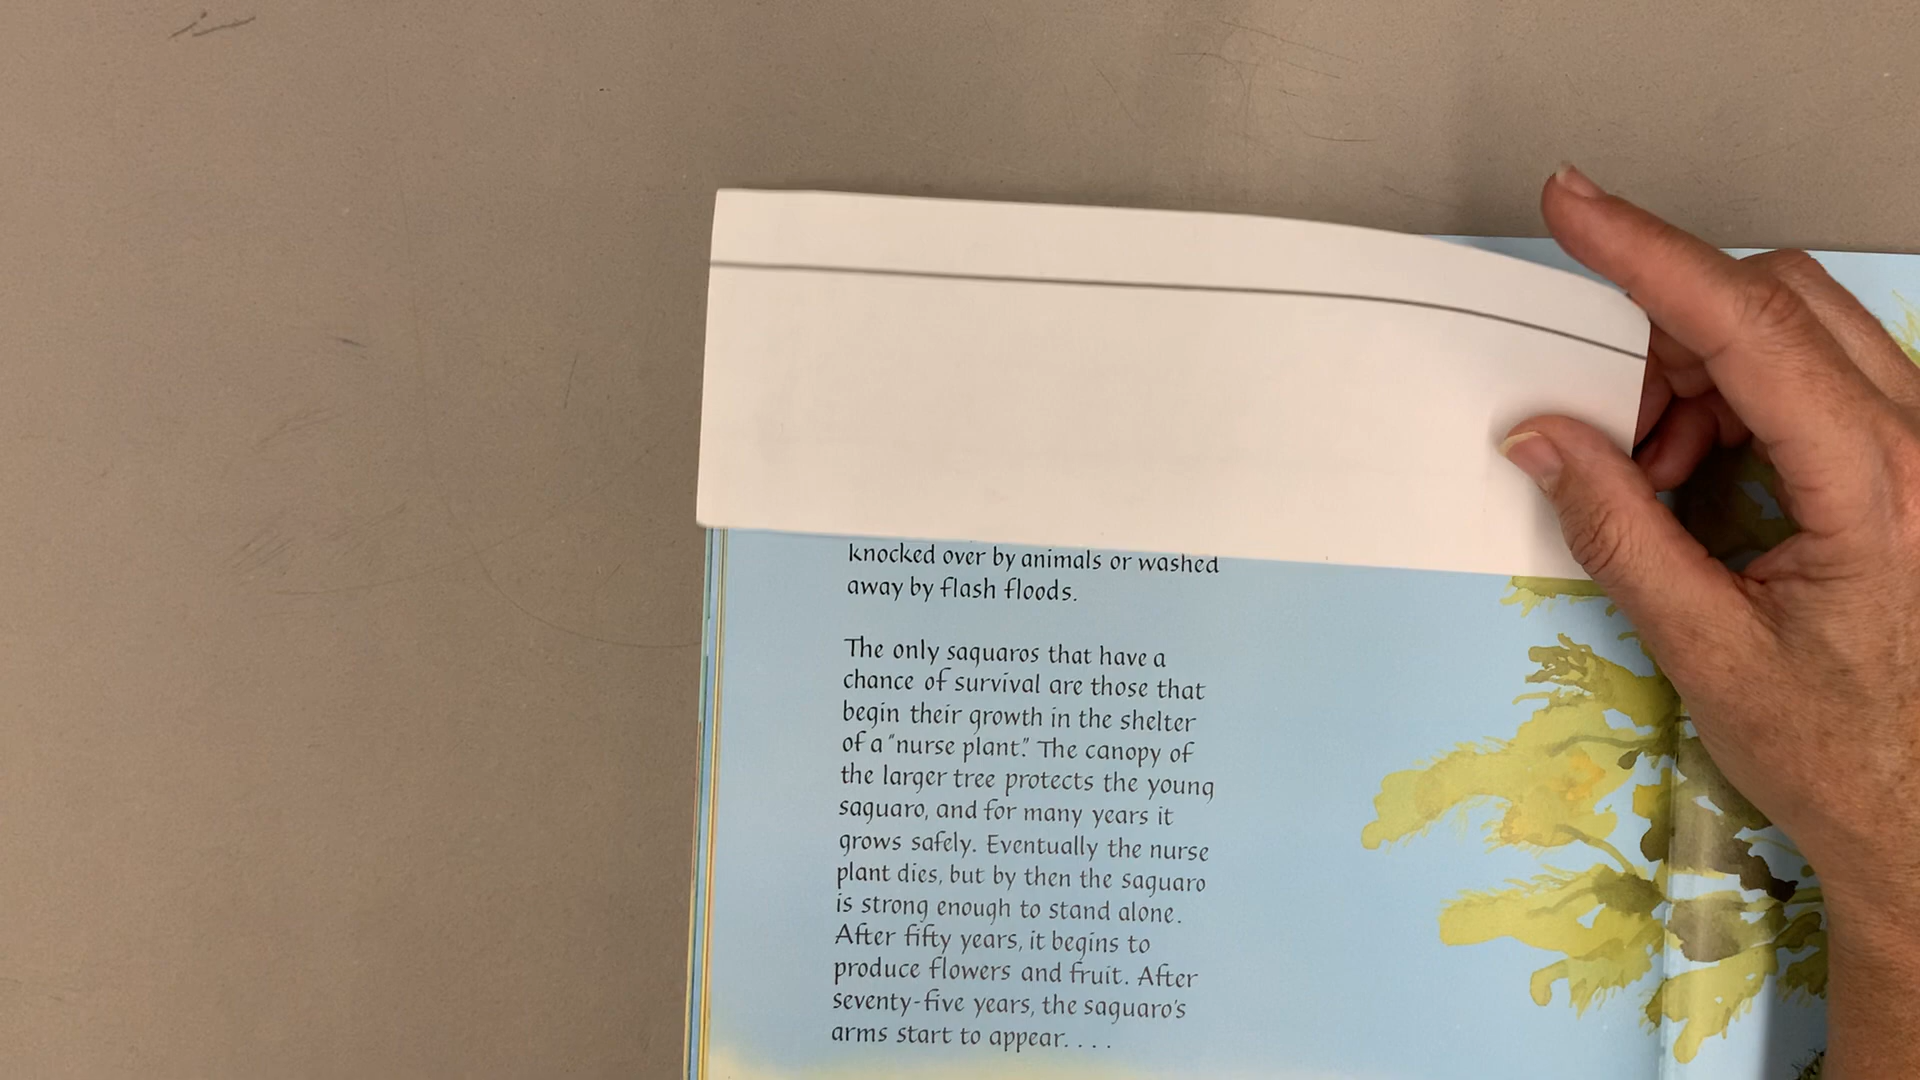 knocked over by animals or washed
away by flash floods.
The only saguaros that have a
chance of survival are those that
begin their growth in the shelter
of a "nurse plant." The canopy of
the larger tree protects the young
saguaro, and for many years it
grows safely. Eventually the nurse
plant dies, but by then the saguaro
is strong enough to stand alone.
After fifty years, it begins to
produce flowers and fruit. After
seventy-five years, the saguaro's
arms start to appear. . . .